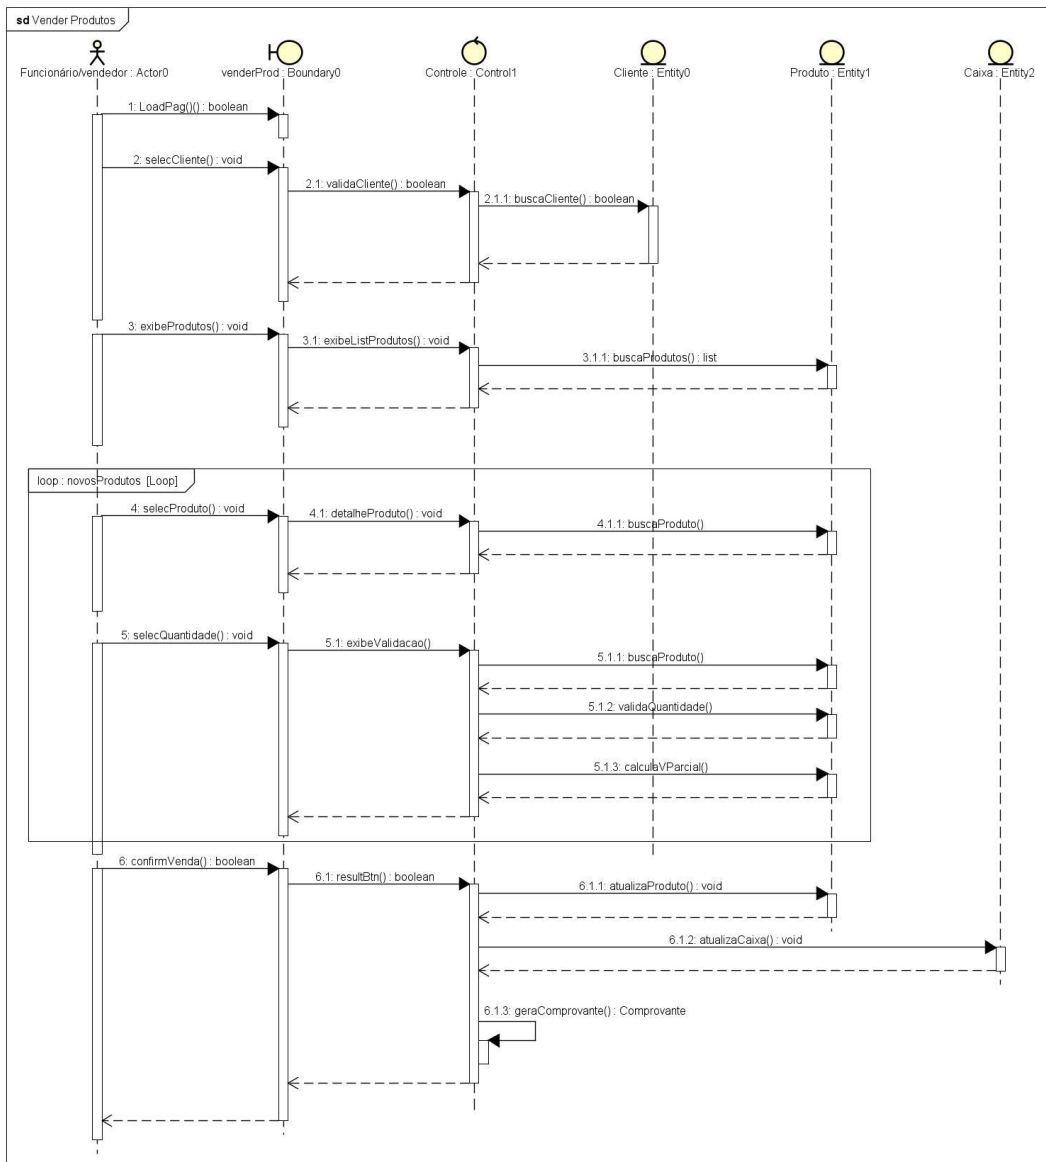 sd Vender Produtos
Funcionário/vendedor : Actor0
venderProd : Boundary0
Controle : Control1
Cliente : Entity0
Produto : Entity1
Caixa : Entity2
1: LoadPag()() : boolean
2: selecCliente() : void
2.1: validaCliente() : boolean
2.1.1: buscaCliente() : boolean
3: exibeProdutos() : void
3.1: exibeListProdutos() : void
3.1.1: buscaProdutos() : list
loop : novosProdutos [Loop]
4: selecProduto() : void
4.1: detalheProduto() : void
4.1.1: buscaProduto()
5: selecQuantidade() : void
5.1: exibeValidacao()
5.1.1: buscaProduto()
5.1.2: validaQuantidade()
5.1.3: calculaVParcial()
6: confirmVenda() : boolean
6.1: resultBtn() : boolean
6.1.1: atualizaProduto() : void
6.1.2: atualizaCaixa() : void
6.1.3: geraComprovante() : Comprovante